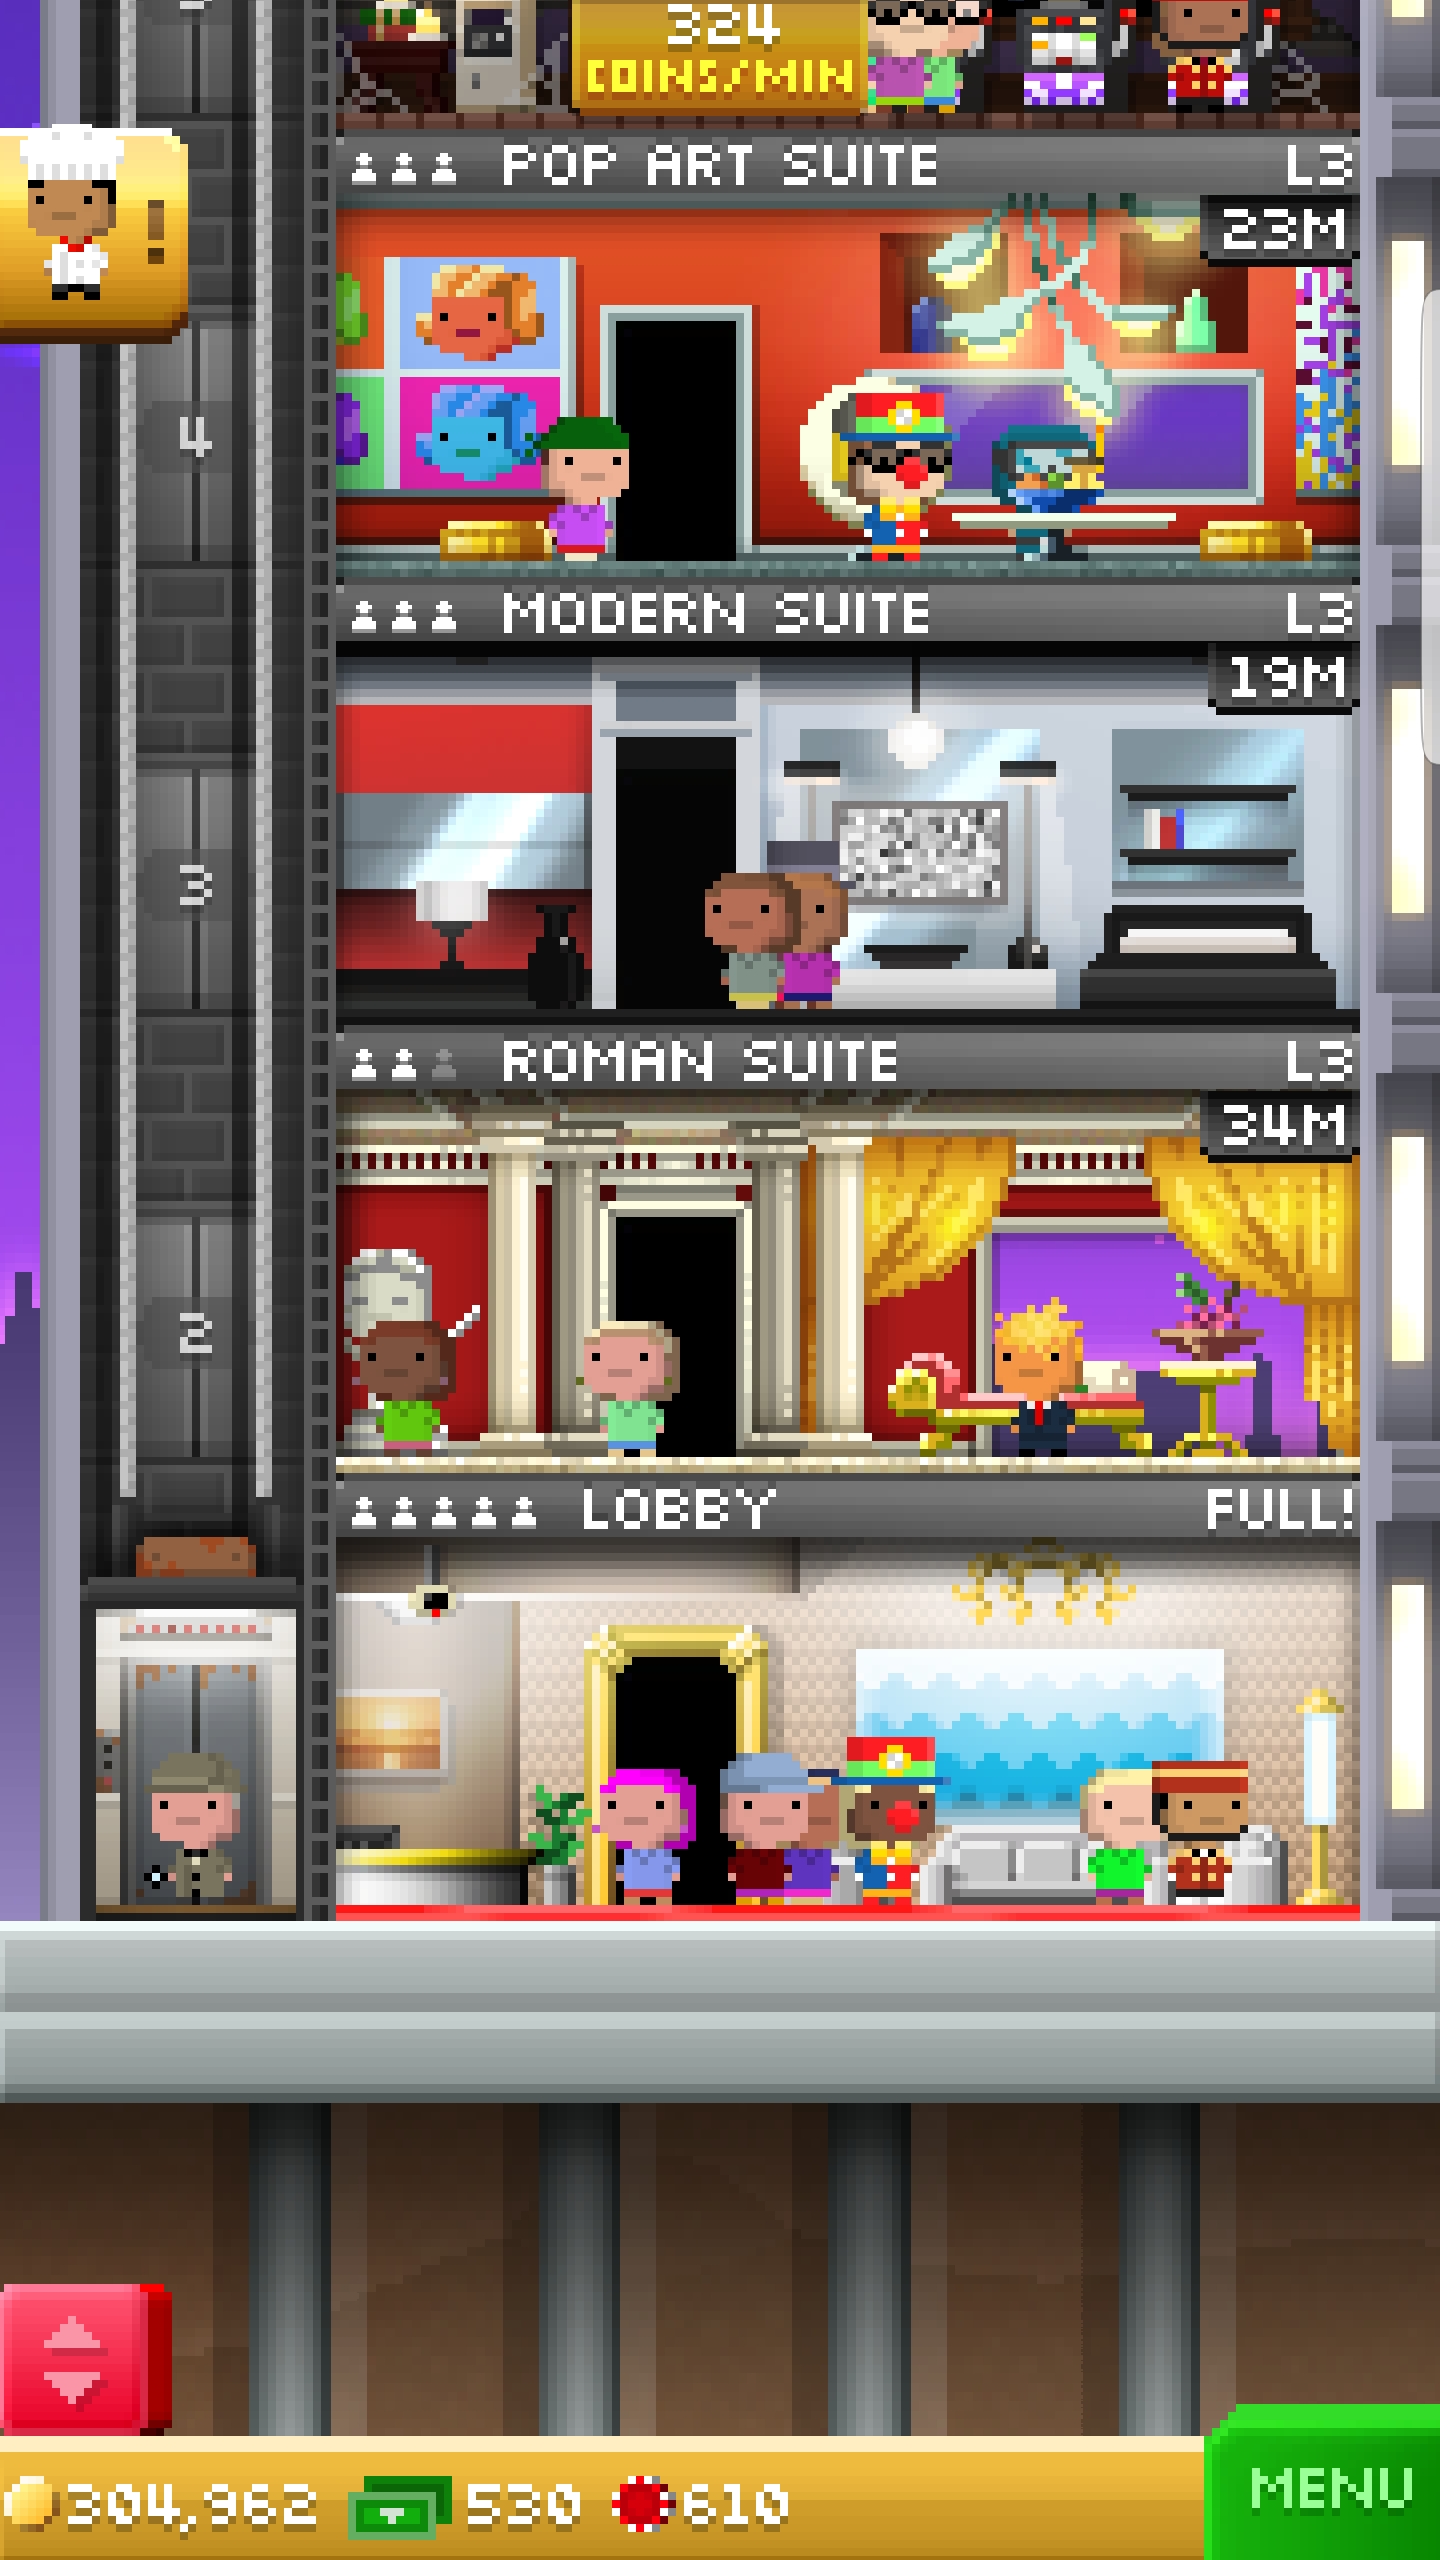 324
COINS/MIN
POP ART SUITE L3
23M
!
4
MODERN SUITE L3
19M
3
ROMAN SUITE L3
34M
2
LOBBY FULL!
304,962 530 610
MENU